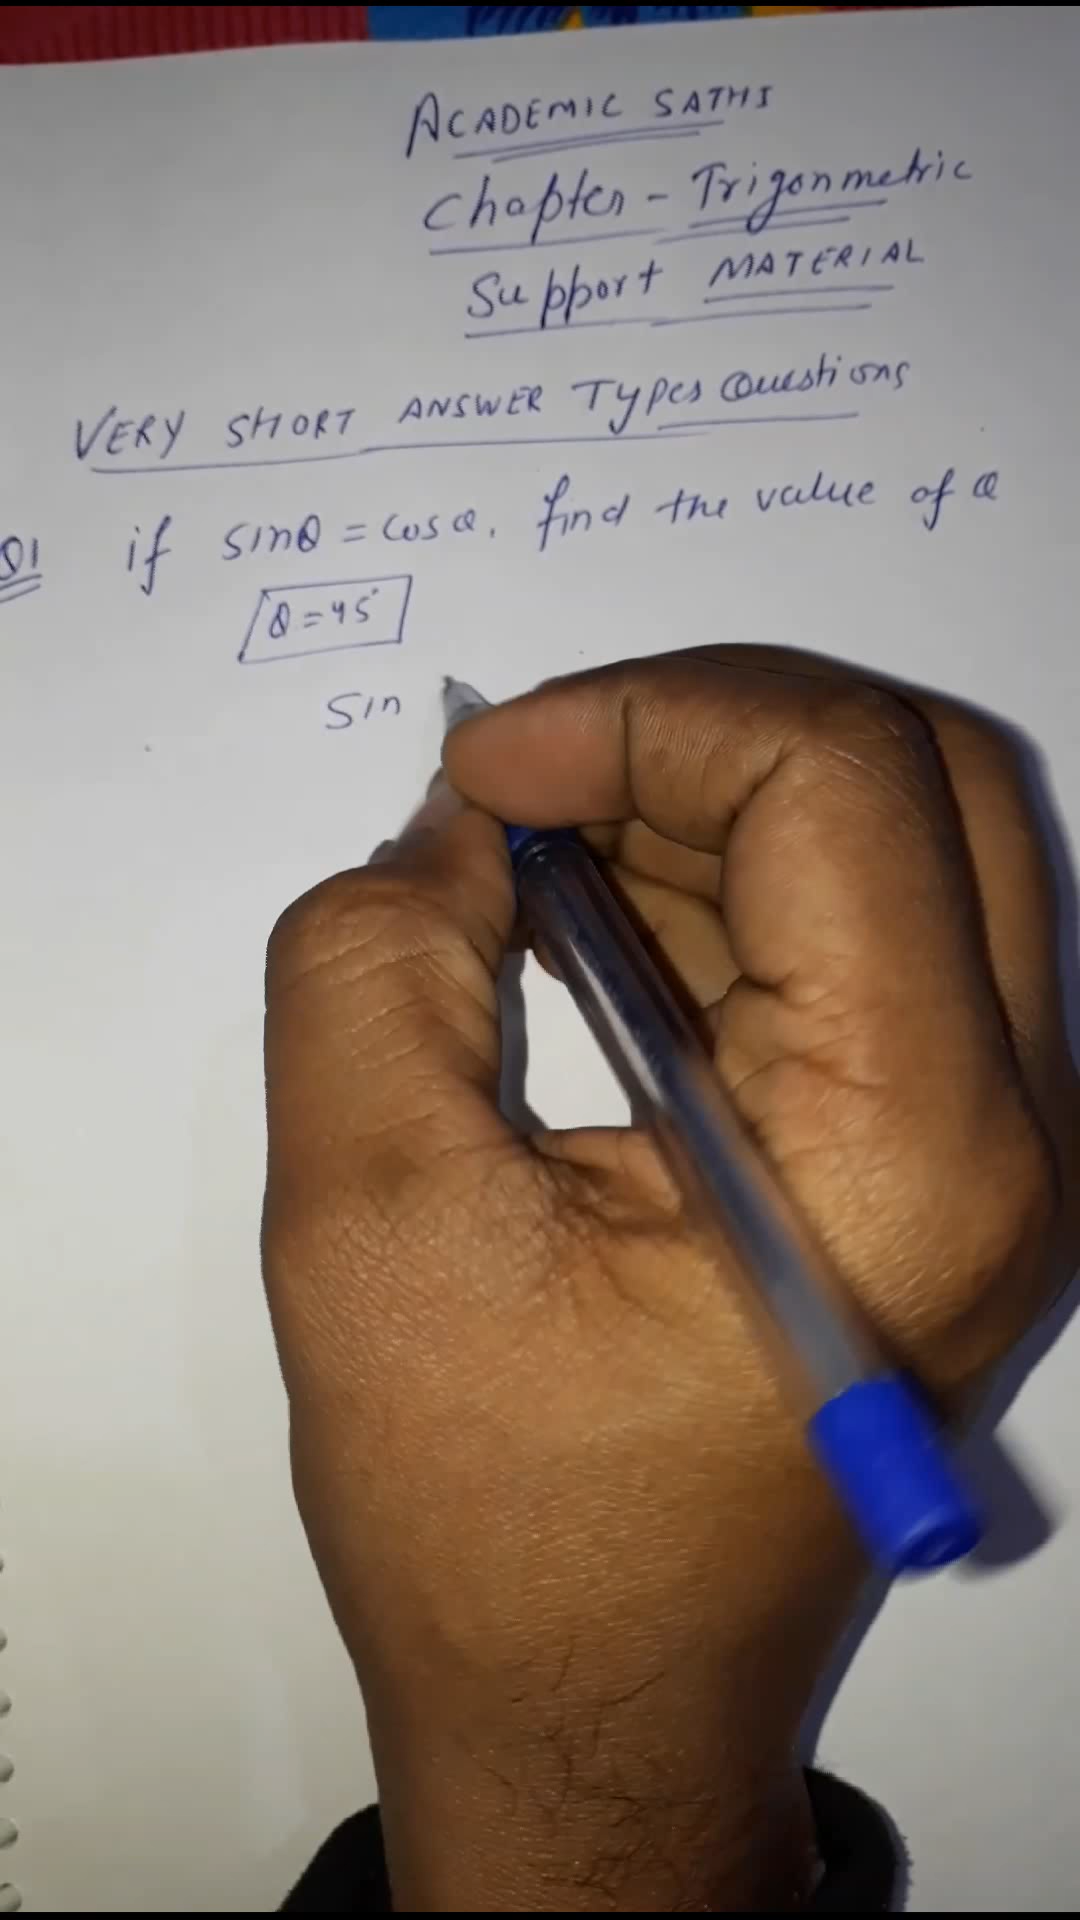 ACADEMIC SATHI
Chapter - Trigonmetric
Support MATERIAL
VERY SHORT ANSWER Types Questions
Q1 if sinθ = cosθ. find the value of θ
θ = 45°
Sin